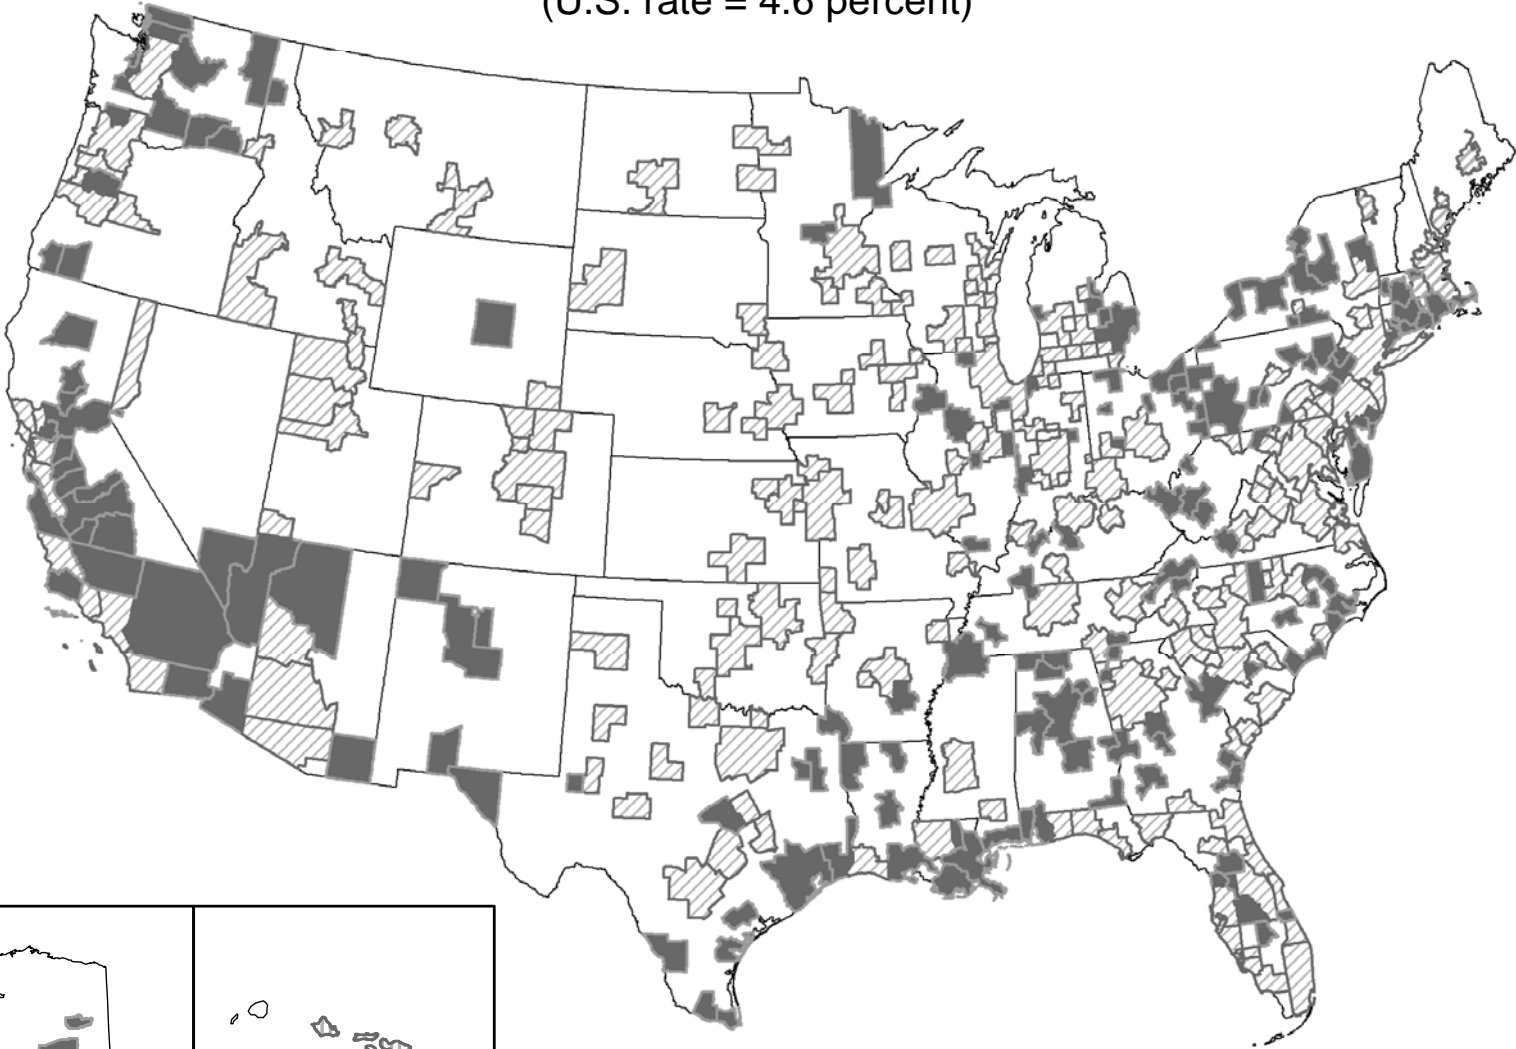 (U.S. rate = 4.6 percent)